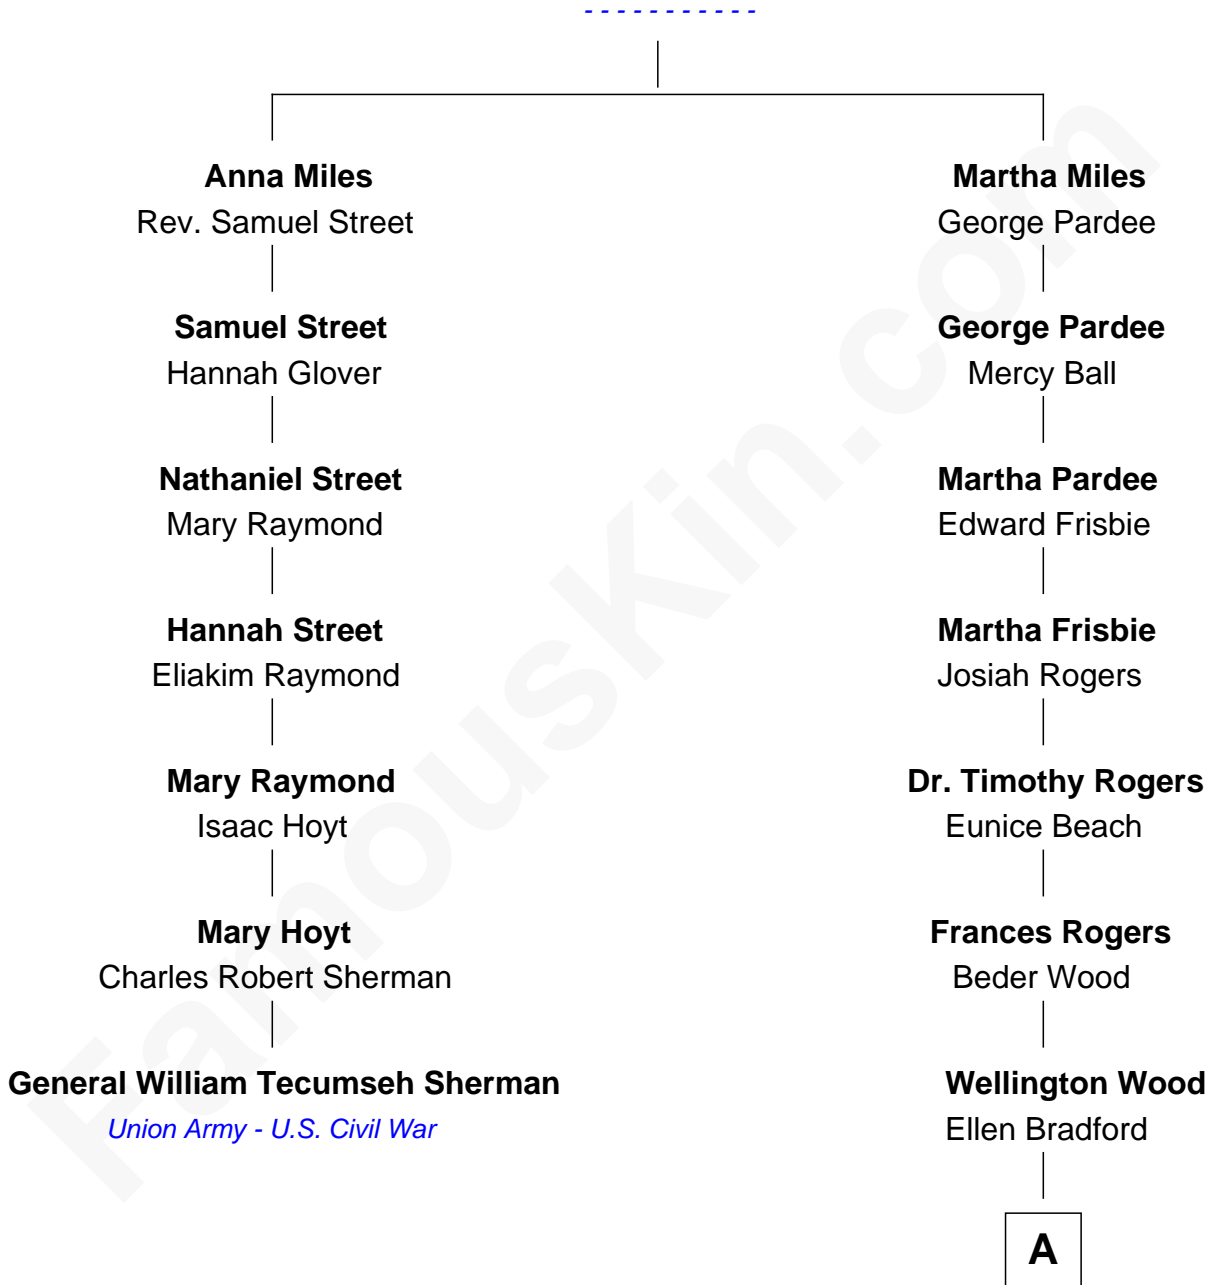 - - - - - - - - - - -
Anna Miles
Rev. Samuel Street
Martha Miles
George Pardee
Samuel Street
Hannah Glover
George Pardee
Mercy Ball
Nathaniel Street
Mary Raymond
Martha Pardee
Edward Frisbie
Hannah Street
Eliakim Raymond
Martha Frisbie
Josiah Rogers
Mary Raymond
Isaac Hoyt
Dr. Timothy Rogers
Eunice Beach
Mary Hoyt
Charles Robert Sherman
Frances Rogers
Beder Wood
General William Tecumseh Sherman
Union Army - U.S. Civil War
Wellington Wood
Ellen Bradford
A
FamousKin.com